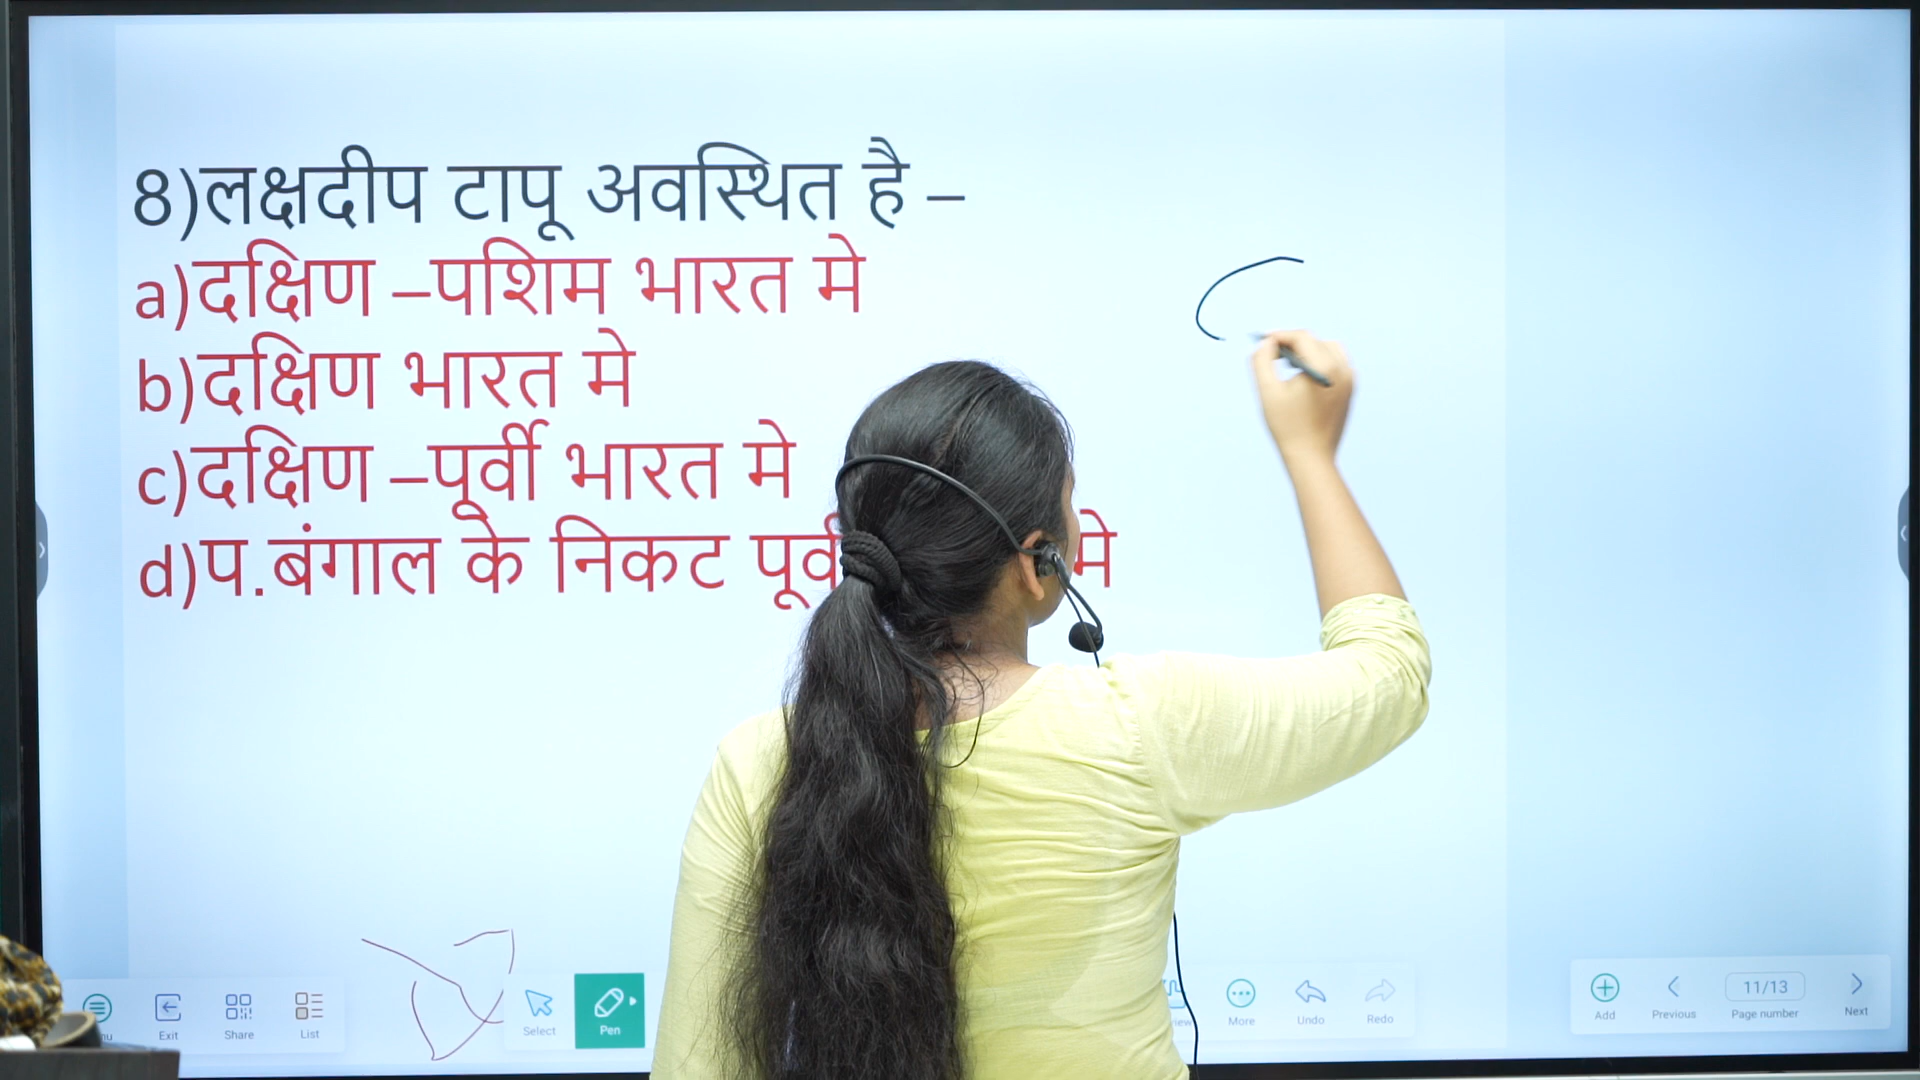 8)लक्षदीप टापू अवस्थित है –
a)दक्षिण –पशिम भारत मे
b)दक्षिण भारत मे
c)दक्षिण –पूर्वी भारत मे
d)प.बंगाल के निकट मे
Exit Share List Select Pen More Undo Redo Add Previous 11/13 Page number Next